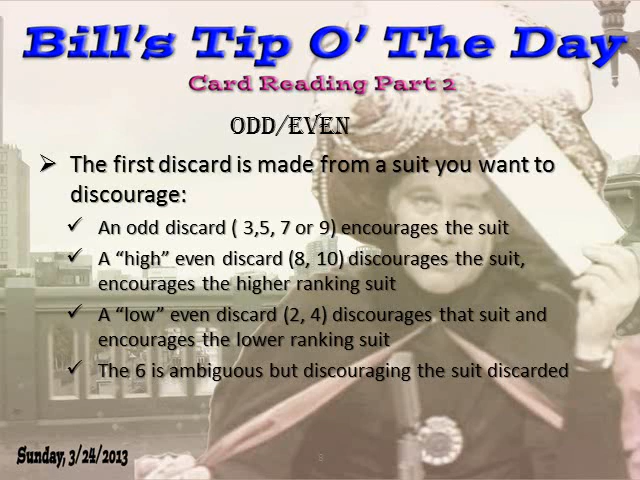 Bill's Tip O' The Day
Card Reading Part 2
ODD/EVEN
➢ The first discard is made from a suit you want to
discourage:
✓ An odd discard ( 3,5, 7 or 9) encourages the suit
✓ A “high” even discard (8, 10) discourages the suit,
encourages the higher ranking suit
✓ A “low” even discard (2, 4) discourages that suit and
encourages the lower ranking suit
✓ The 6 is ambiguous but discouraging the suit discarded
Sunday, 3/24/2013
8